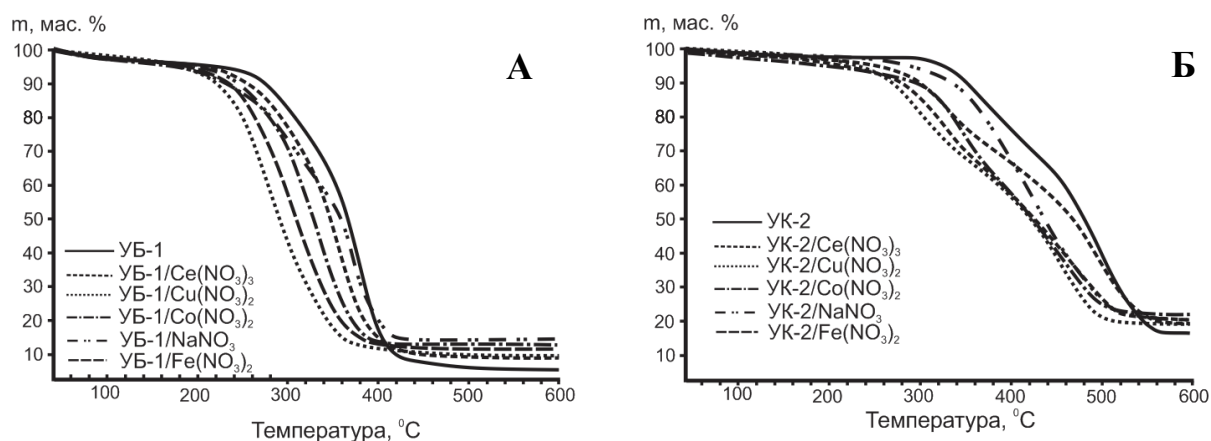 m, мас. %
А
100
90
80
70
60
50
40
30
20
10
УБ-1
УБ-1/Ce(NO₃)₃
УБ-1/Cu(NO₃)₂
УБ-1/Co(NO₃)₂
УБ-1/NaNO₃
УБ-1/Fe(NO₃)₂
100 200 300 400 500 600
Температура, ⁰C
m, мас. %
Б
100
90
80
70
60
50
40
30
20
10
УК-2
УК-2/Ce(NO₃)₃
УК-2/Cu(NO₃)₂
УК-2/Co(NO₃)₂
УК-2/NaNO₃
УК-2/Fe(NO₃)₂
100 200 300 400 500 600
Температура, ⁰C